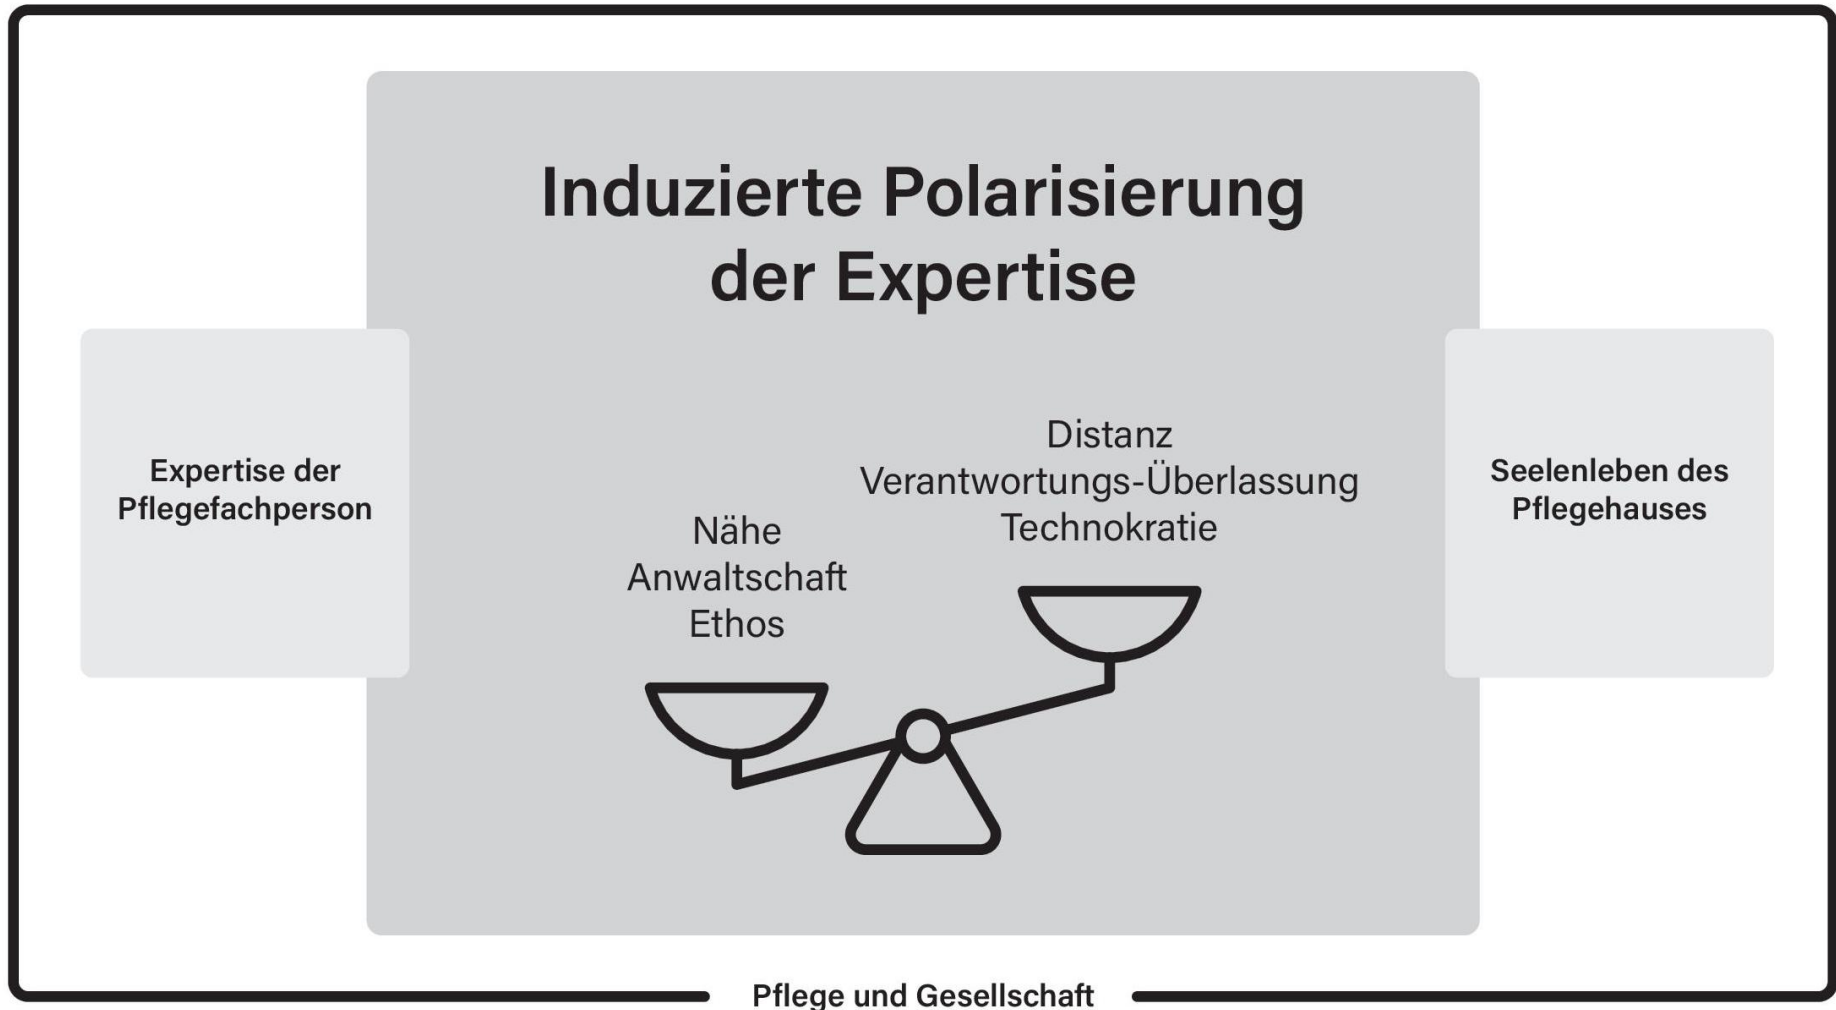 Induzierte Polarisierung
der Expertise
Expertise der
Pflegefachperson
Nähe
Anwaltschaft
Ethos
Distanz
Verantwortungs-Überlassung
Technokratie
Seelenleben des
Pflegehauses
Pflege und Gesellschaft